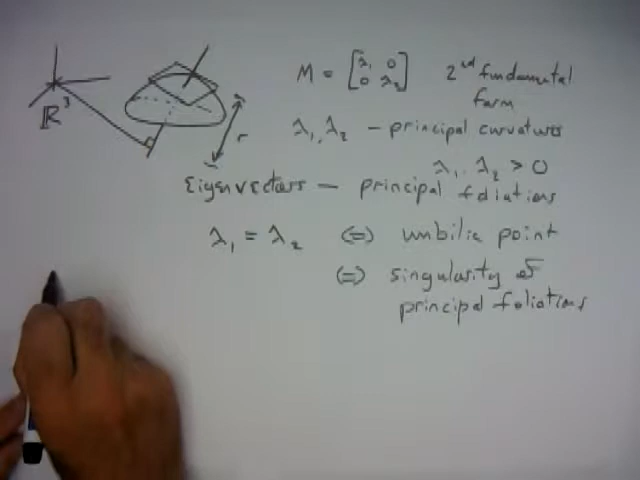 ℝ³
r
M = [λ₁ 0; 0 λ₂] 2nd fundamental
form
λ₁, λ₂ – principal curvatures
λ₁, λ₂ > 0
Eigenvectors – principal foliations
λ₁ = λ₂ ⟺ umbilic point
⟺ singularity of
principal foliations